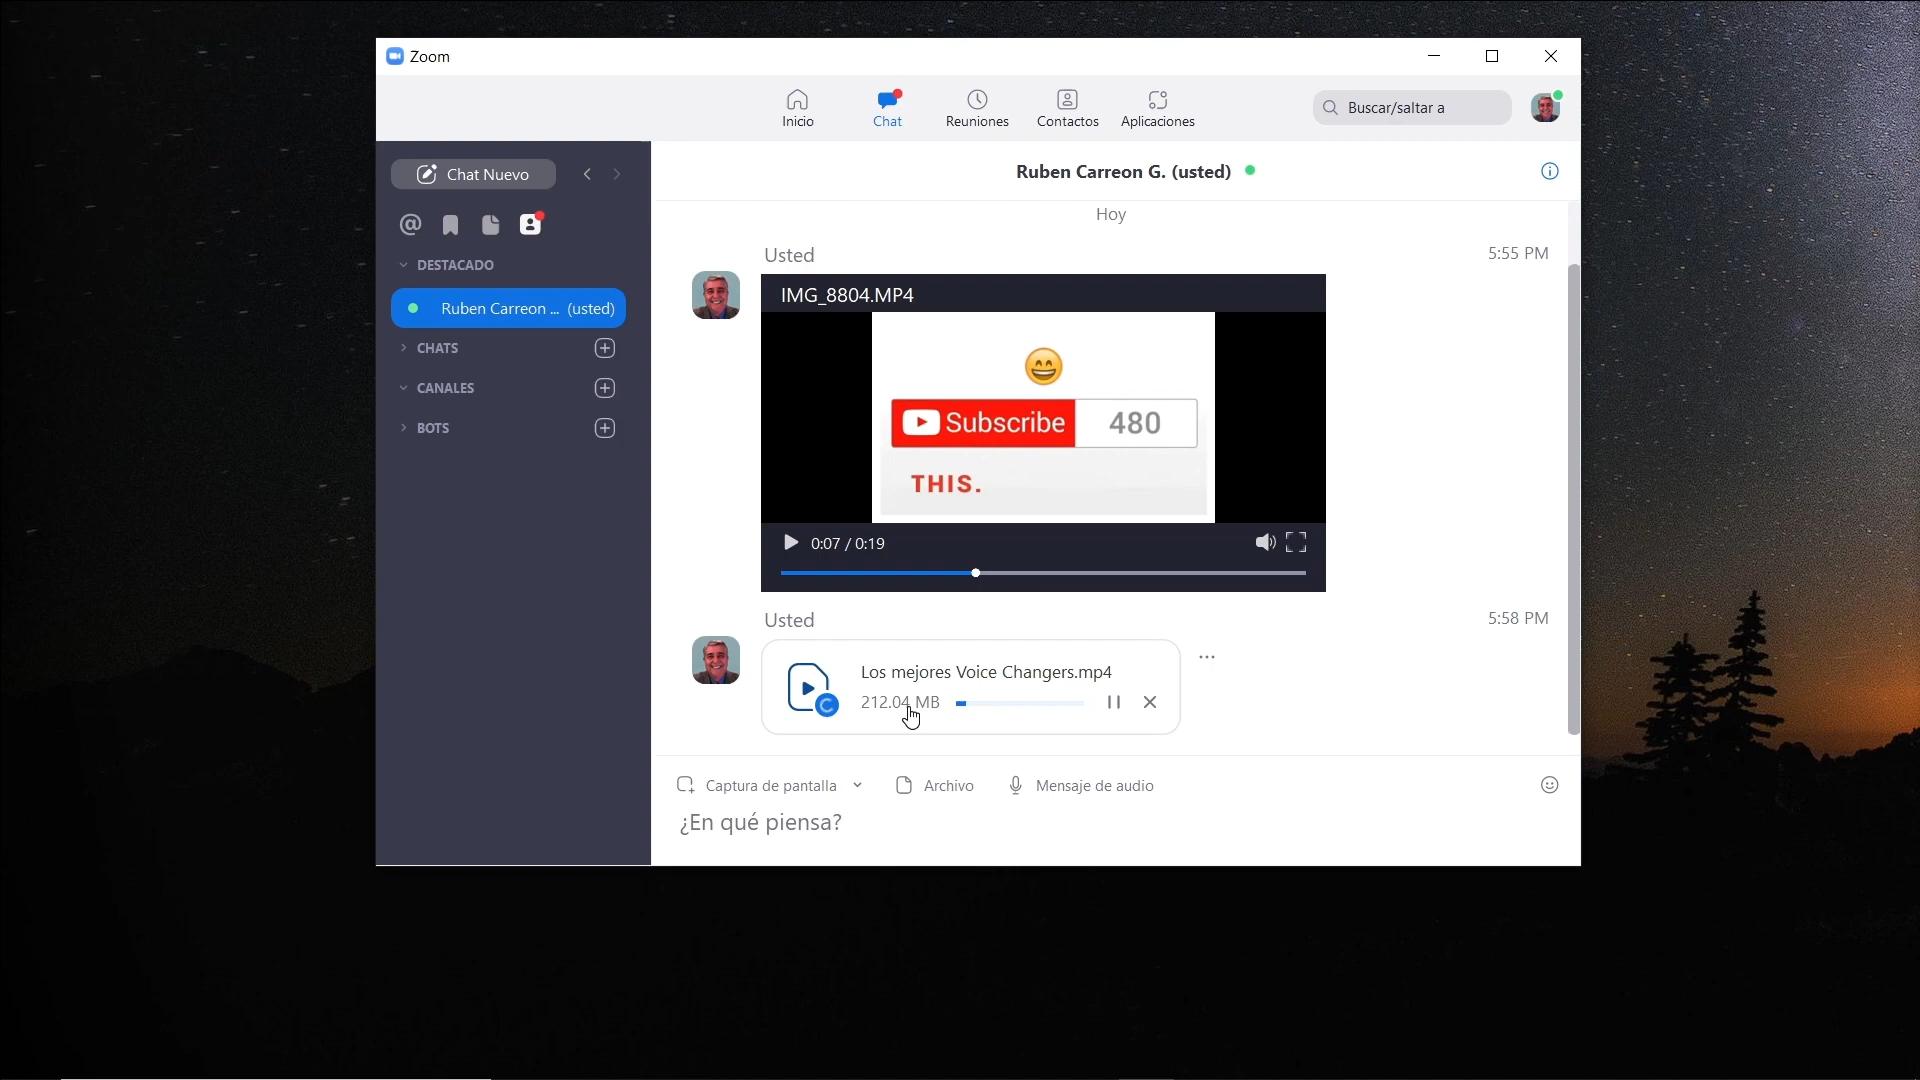 Zoom
Inicio
Chat
Reuniones
Contactos
Aplicaciones
Buscar/saltar a
Chat Nuevo
@
DESTACADO
Ruben Carreon ... (usted)
CHATS
CANALES
BOTS
Ruben Carreon G. (usted)
Hoy
Usted
5:55 PM
IMG_8804.MP4
Subscribe
480
THIS.
0:07 / 0:19
Usted
5:58 PM
Los mejores Voice Changers.mp4
212.04 MB
Captura de pantalla
Archivo
Mensaje de audio
¿En qué piensa?